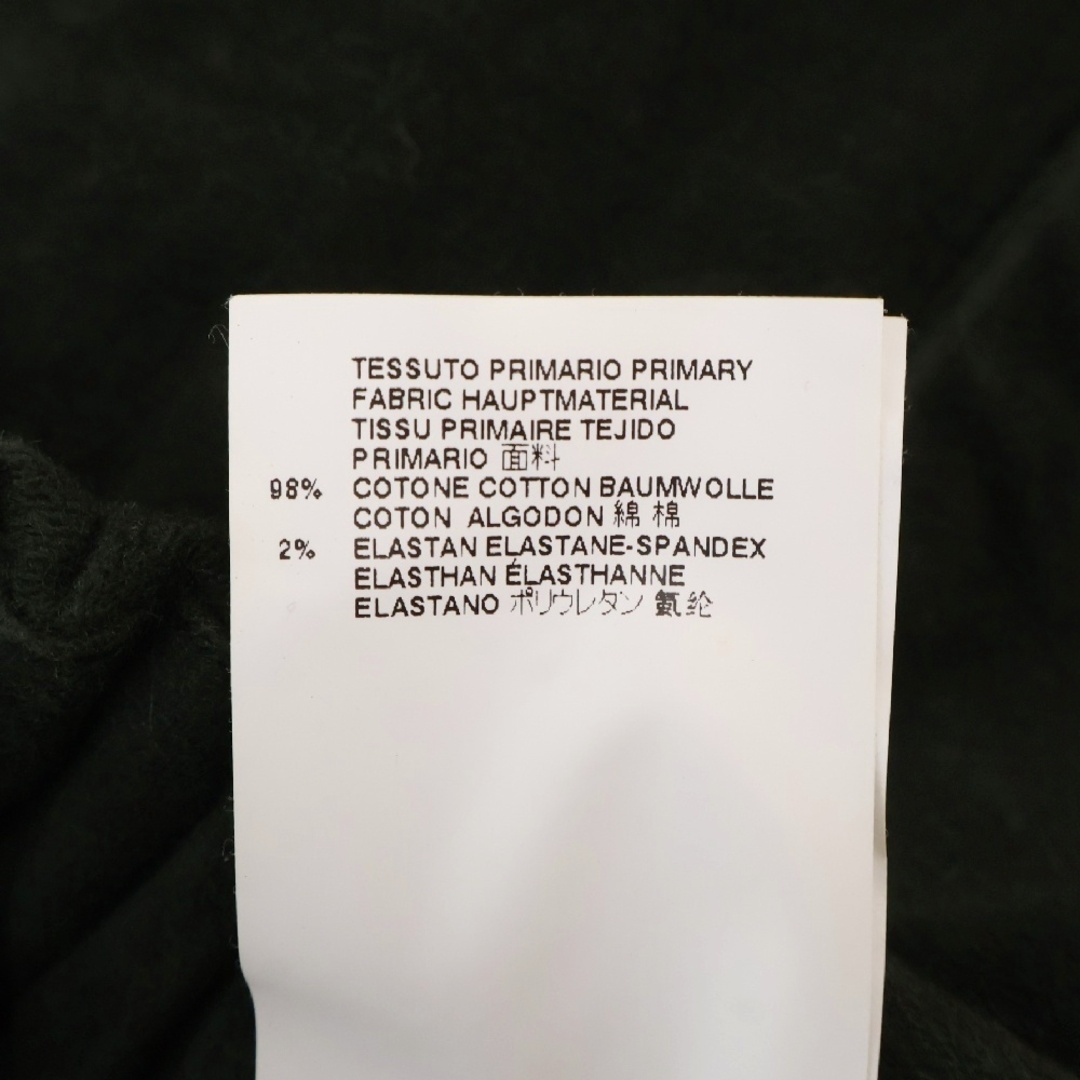 TESSUTO PRIMARIO PRIMARY
FABRIC HAUPTMATERIAL
TISSU PRIMAIRE TEJIDO
PRIMARIO 面料
98% COTONE COTTON BAUMWOLLE
COTON ALGODON 綿 棉
2% ELASTAN ELASTANE-SPANDEX
ELASTHAN ÉLASTHANNE
ELASTANO ポリウレタン 氨纶